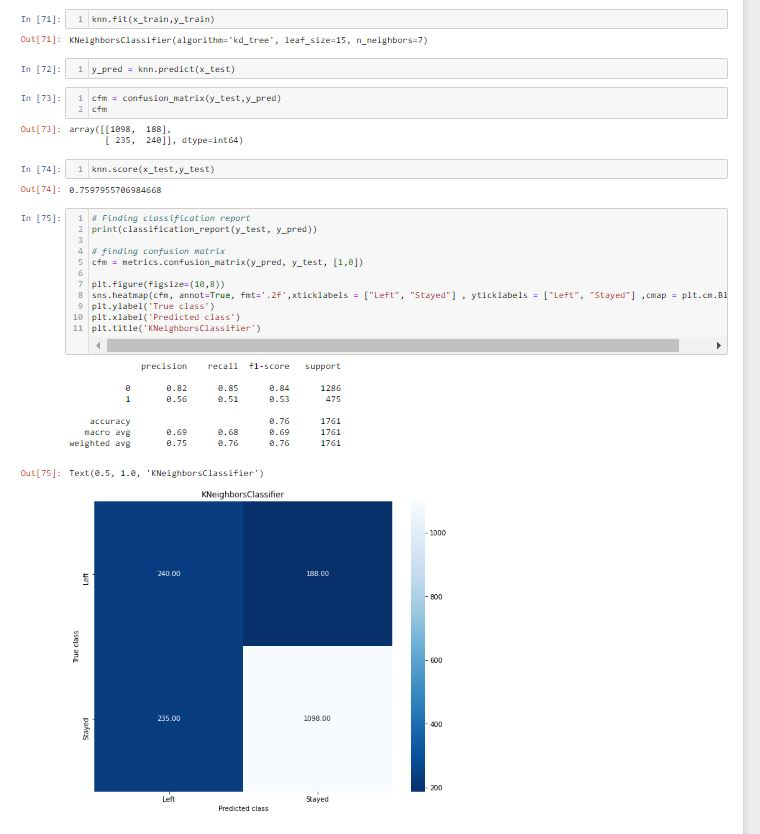 In [71]: 1 knn.fit(x_train,y_train)
Out[71]: KNeighborsClassifier(algorithm='kd_tree', leaf_size=15, n_neighbors=7)
In [72]: 1 y_pred = knn.predict(x_test)
In [73]: 1 cfm = confusion_matrix(y_test,y_pred)
2 cfm
Out[73]: array([[1098, 188],
[ 235, 240]], dtype=int64)
In [74]: 1 knn.score(x_test,y_test)
Out[74]: 0.7597955706984668
In [75]: 1 # Finding classification report
2 print(classification_report(y_test, y_pred))
3
4 # finding confusion matrix
5 cfm = metrics.confusion_matrix(y_pred, y_test, [1,0])
6
7 plt.figure(figsize=(10,8))
8 sns.heatmap(cfm, annot=True, fmt='.2f',xticklabels = ["Left", "Stayed"] , yticklabels = ["Left", "Stayed"] ,cmap = plt.cm.Bl
9 plt.ylabel('True class')
10 plt.xlabel('Predicted class')
11 plt.title('KNeighborsClassifier')
precision recall f1-score support
0 0.82 0.85 0.84 1286
1 0.56 0.51 0.53 475
accuracy 0.76 1761
macro avg 0.69 0.68 0.69 1761
weighted avg 0.75 0.76 0.76 1761
Out[75]: Text(0.5, 1.0, 'KNeighborsClassifier')
KNeighborsClassifier
1000
Left 240.00 188.00
800
True class
600
Stayed 235.00 1098.00
400
200
Left Stayed
Predicted class